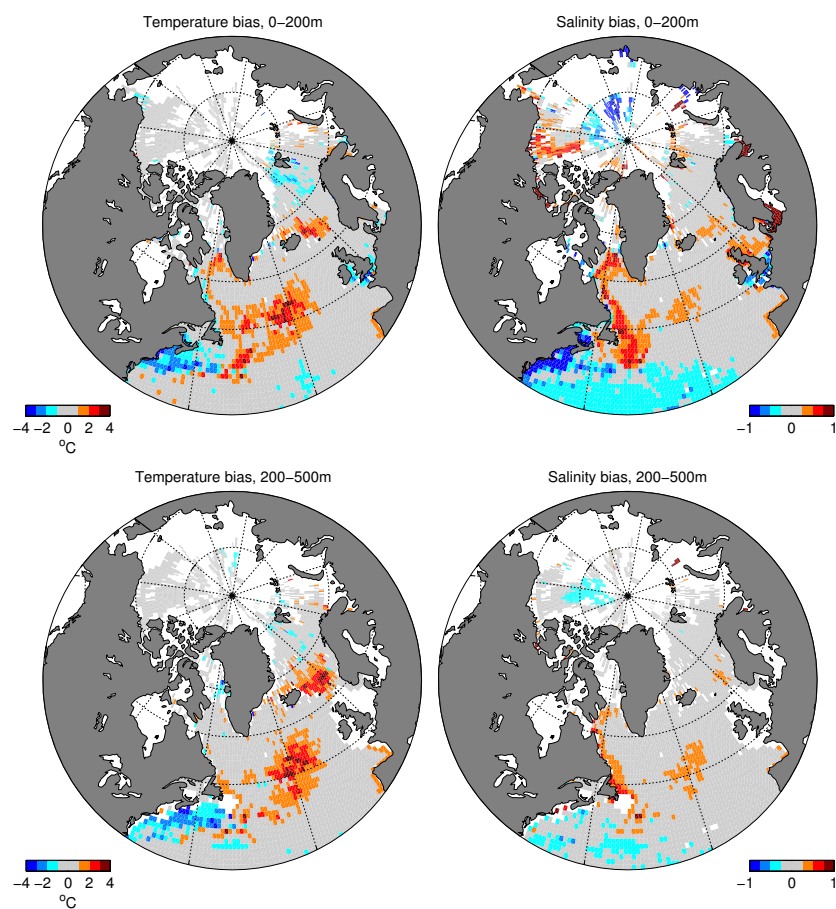 Temperature bias, 0−200m
Salinity bias, 0−200m
−4 −2 0 2 4
°C
−1 0 1
Temperature bias, 200−500m
Salinity bias, 200−500m
−4 −2 0 2 4
°C
−1 0 1